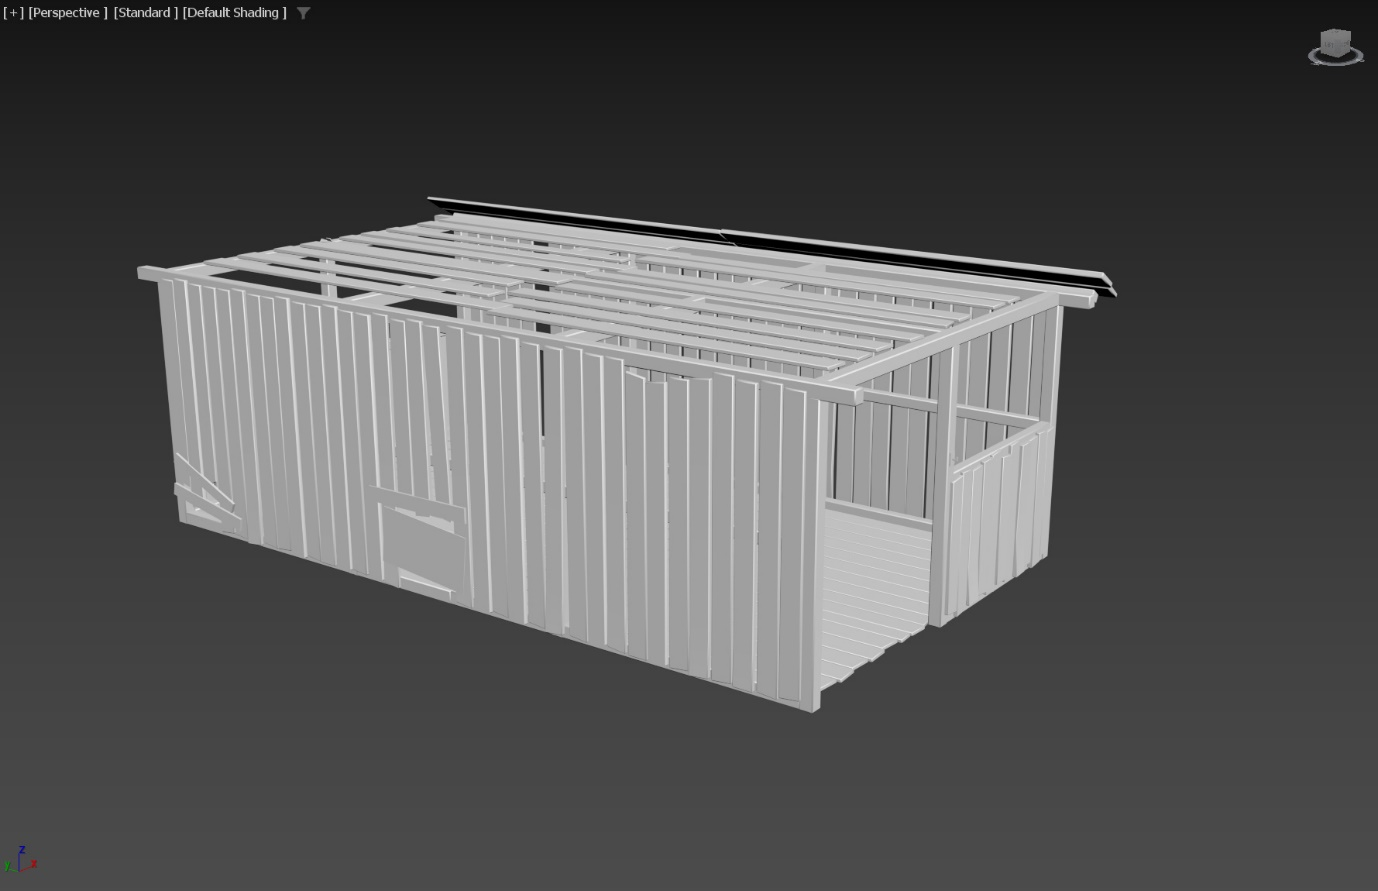 [ + ] [Perspective ] [Standard ] [Default Shading ]
z
y
x